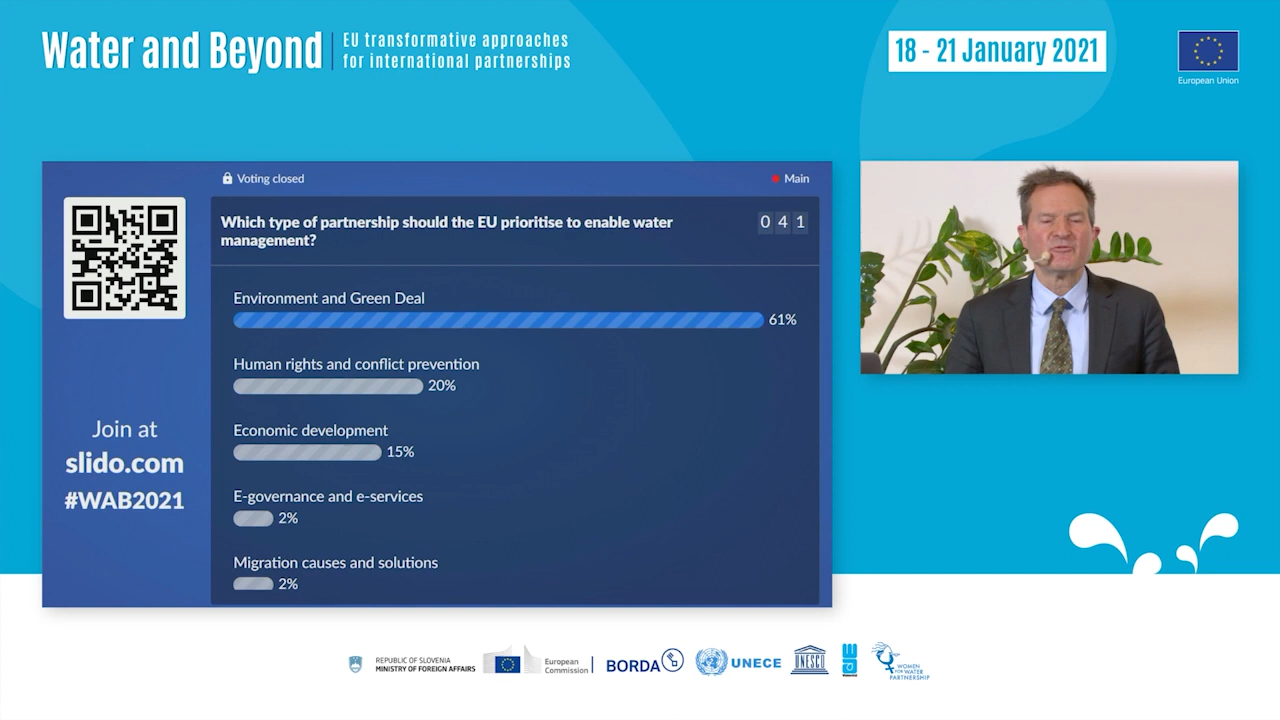 Water and Beyond
EU transformative approaches
for international partnerships
18 - 21 January 2021
European Union
Voting closed
Main
Which type of partnership should the EU prioritise to enable water
management?
0 4 1
Environment and Green Deal
61%
Human rights and conflict prevention
20%
Economic development
15%
E-governance and e-services
2%
Migration causes and solutions
2%
Join at
slido.com
#WAB2021
REPUBLIC OF SLOVENIA
MINISTRY OF FOREIGN AFFAIRS
European
Commission
BORDA
UNECE
UNESCO
WOMEN
FOR WATER
PARTNERSHIP